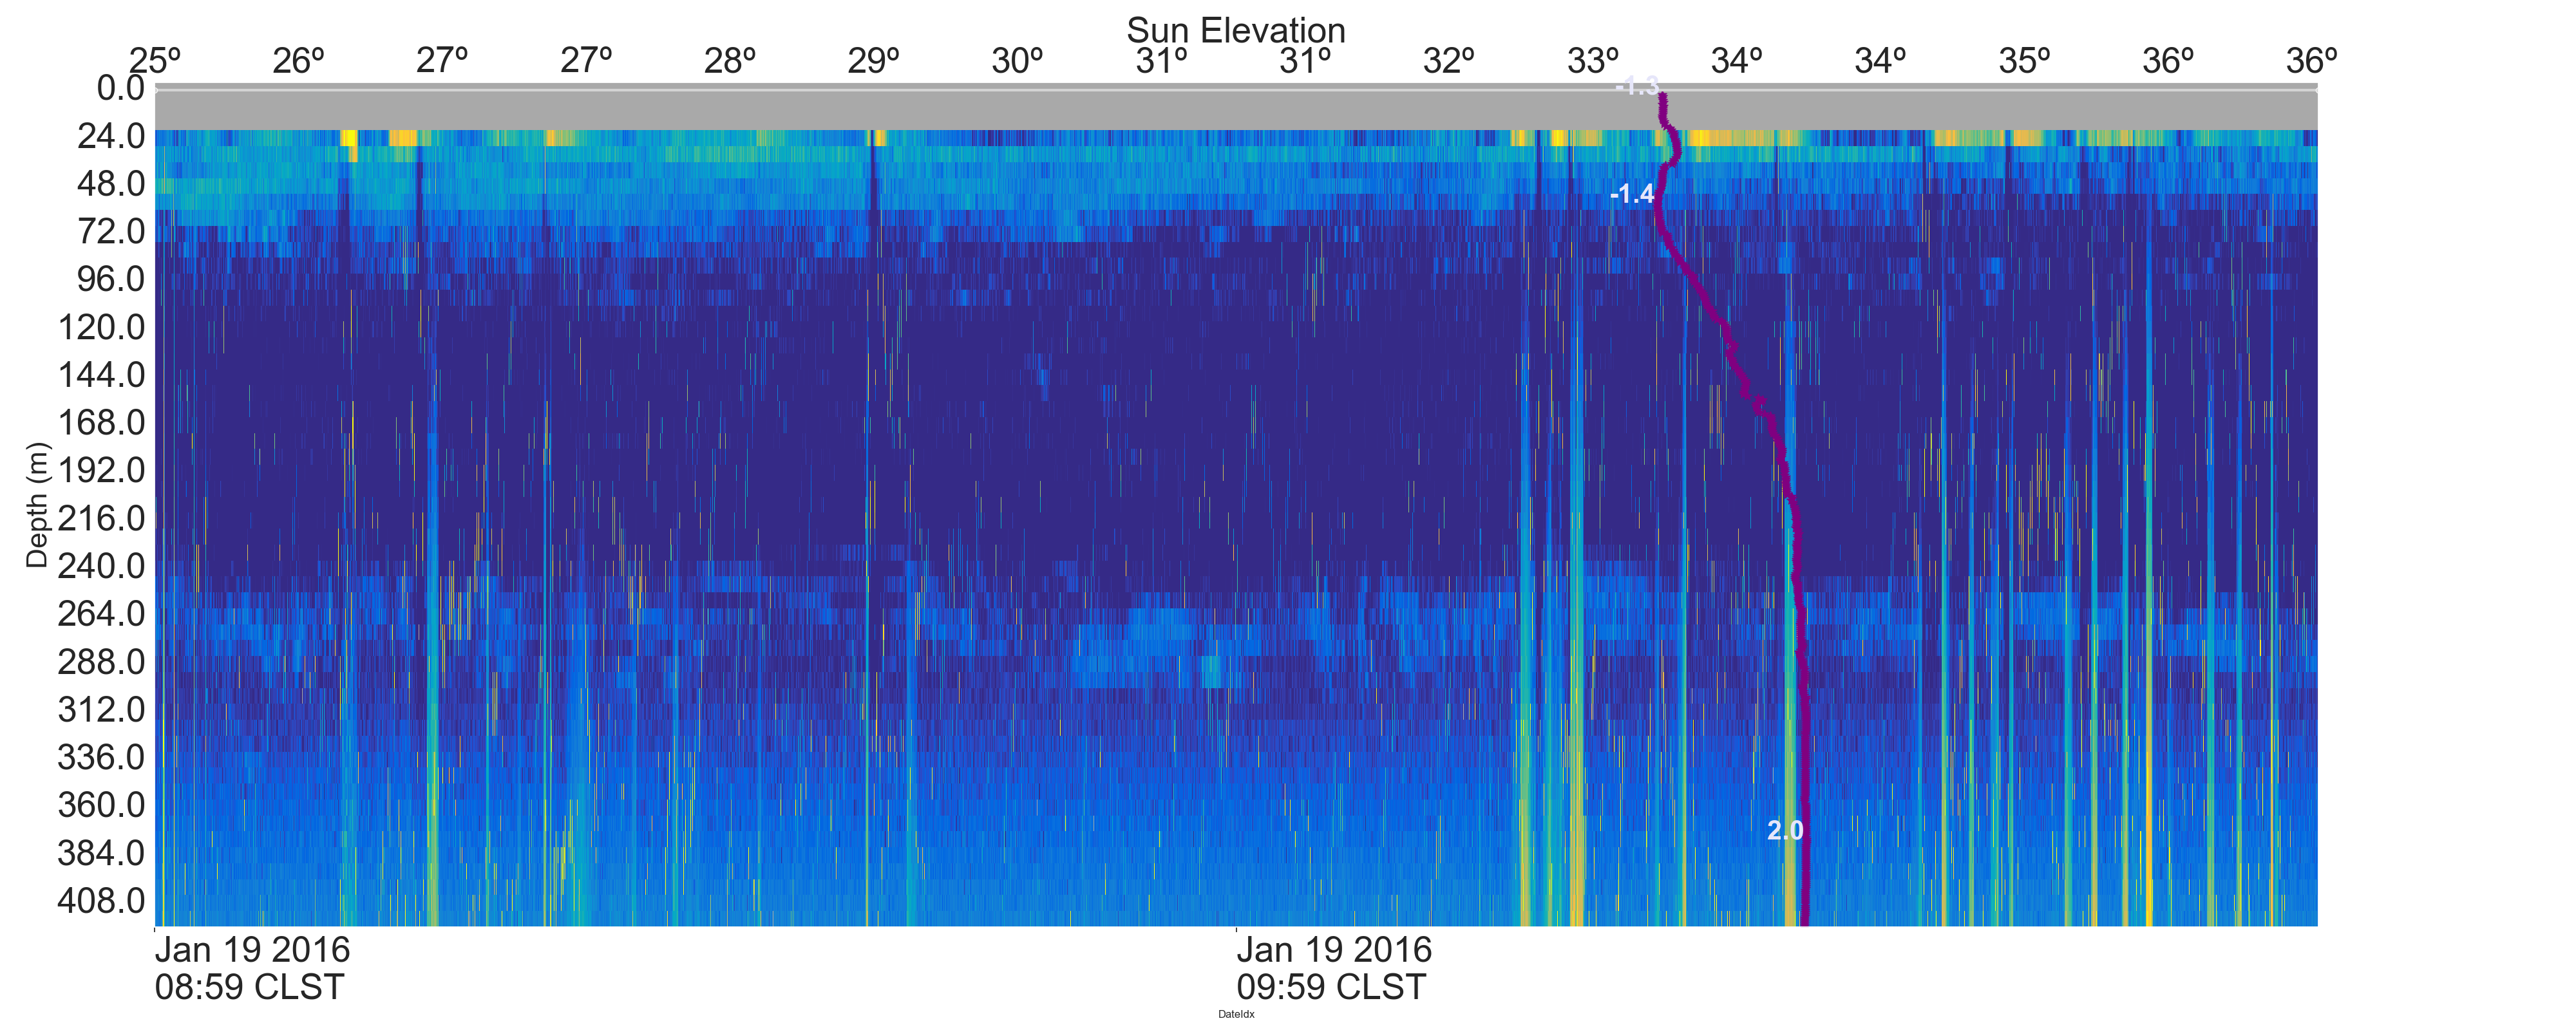 Sun Elevation
25º 26º 27º 27º 28º 29º 30º 31º 31º 32º 33º 34º 34º 35º 36º 36º
0.0
-1.3
24.0
48.0
-1.4
72.0
96.0
120.0
144.0
168.0
192.0
216.0
240.0
264.0
288.0
312.0
336.0
360.0
2.0
384.0
408.0
Depth (m)
Jan 19 2016
08:59 CLST
Jan 19 2016
09:59 CLST
DateIdx